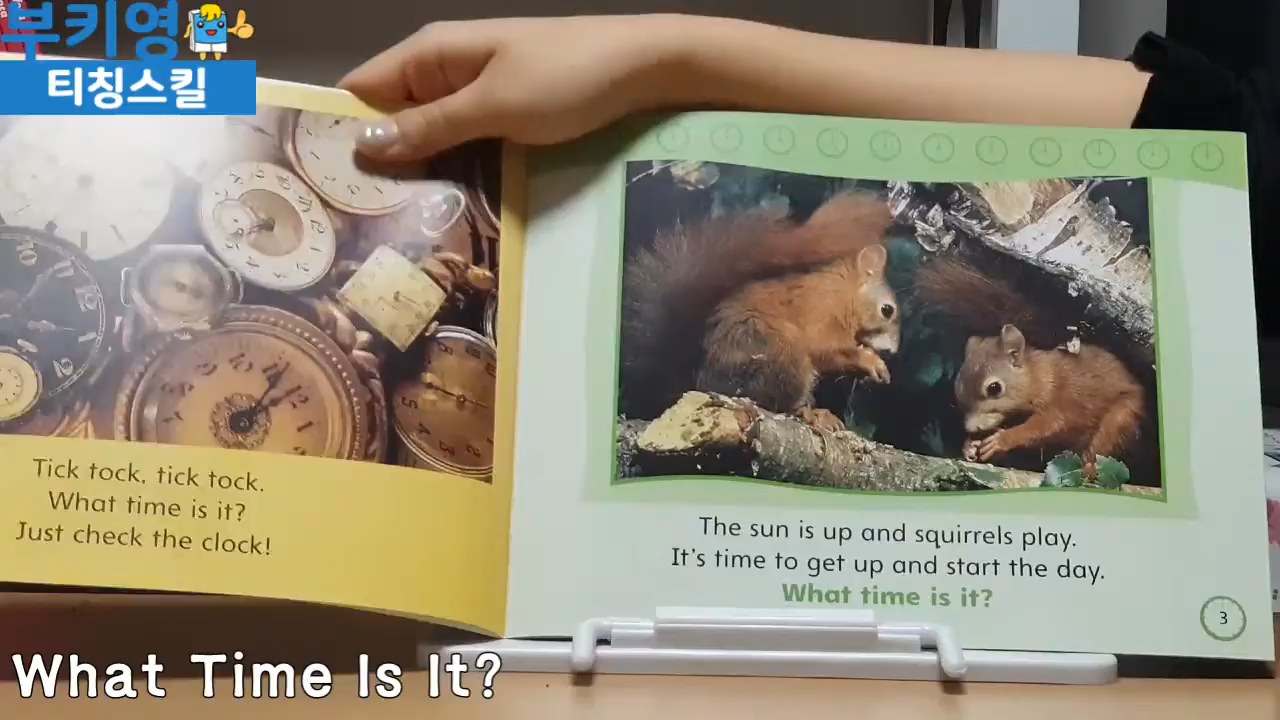 부키영
티칭스킬
Tick tock, tick tock.
What time is it?
Just check the clock!
The sun is up and squirrels play.
It's time to get up and start the day.
What time is it?
3
What Time Is It?